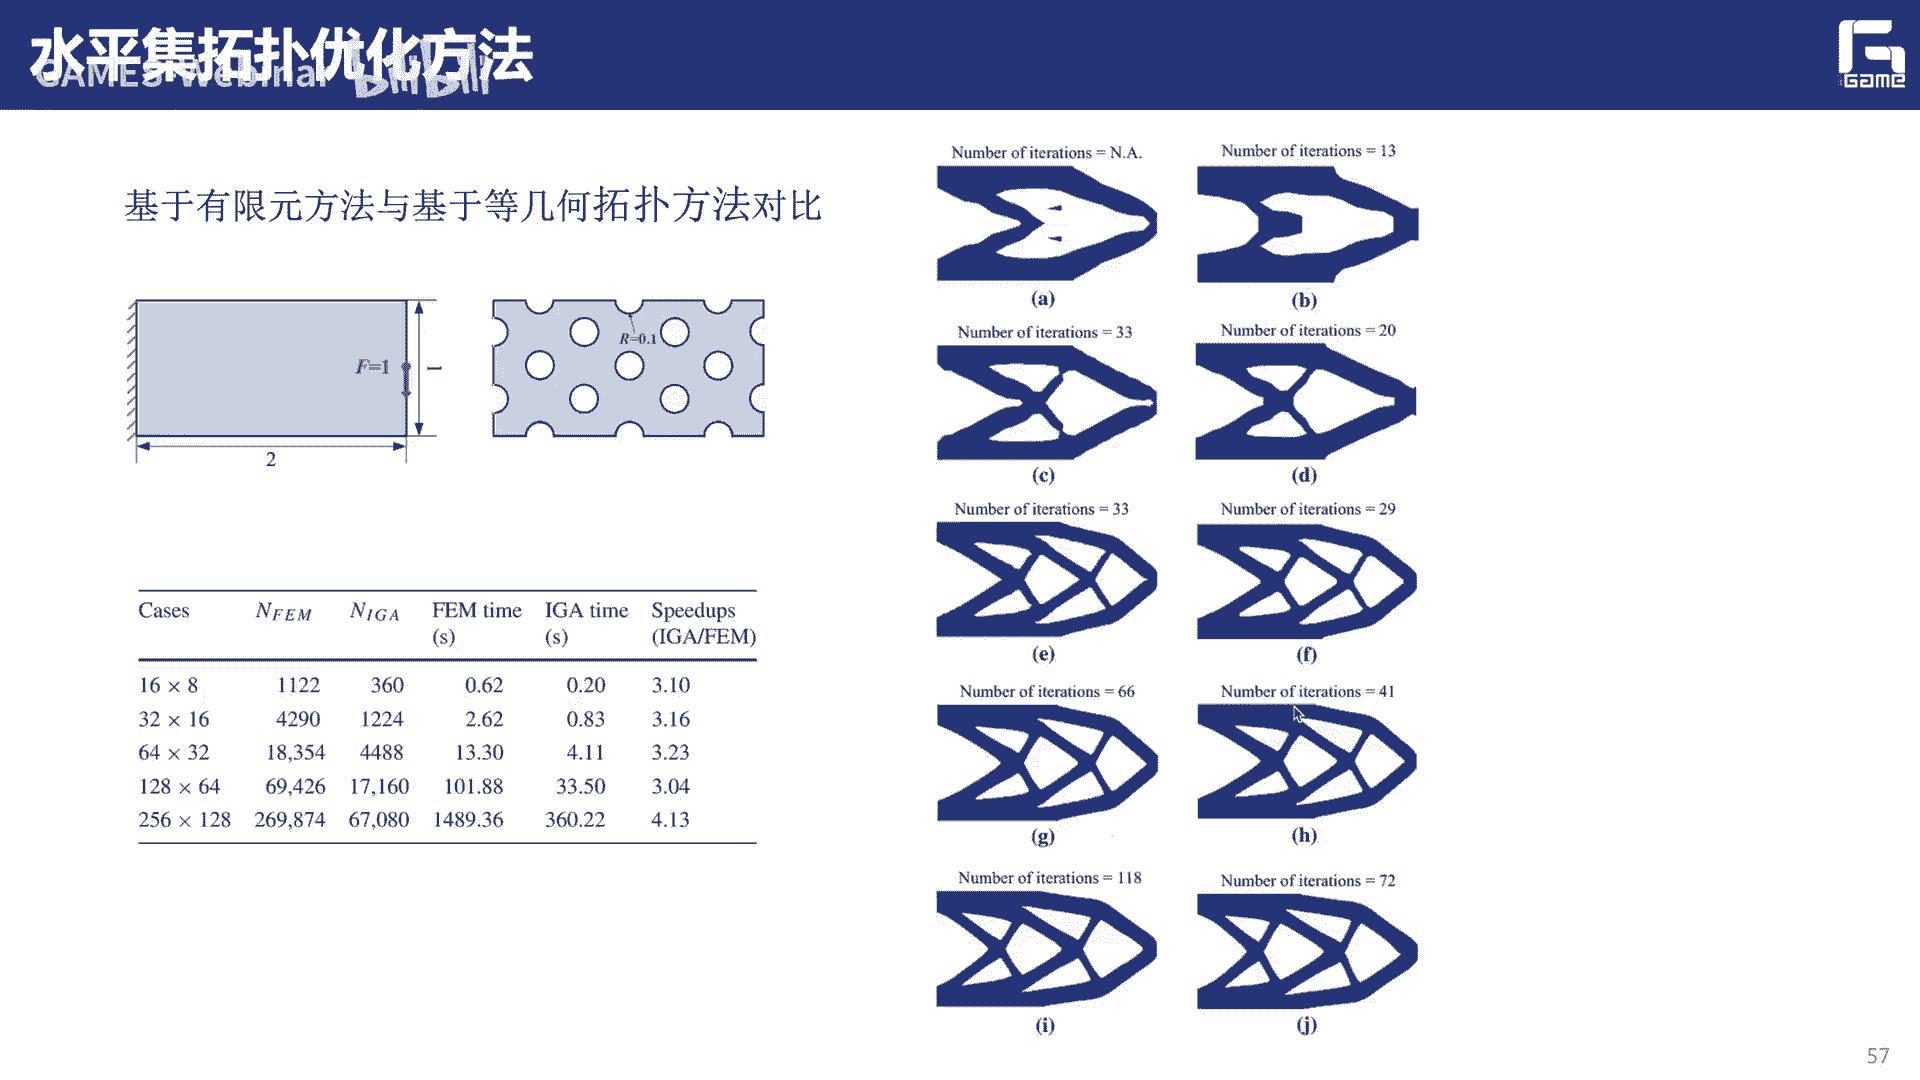 水平集拓扑优化方法
GAMES Webinar bilibili
GAME
基于有限元方法与基于等几何拓扑方法对比
F=1
1
2
R=0.1
Cases N_FEM N_IGA FEM time (s) IGA time (s) Speedups (IGA/FEM)
16 × 8 1122 360 0.62 0.20 3.10
32 × 16 4290 1224 2.62 0.83 3.16
64 × 32 18,354 4488 13.30 4.11 3.23
128 × 64 69,426 17,160 101.88 33.50 3.04
256 × 128 269,874 67,080 1489.36 360.22 4.13
Number of iterations = N.A.
(a)
Number of iterations = 13
(b)
Number of iterations = 33
(c)
Number of iterations = 20
(d)
Number of iterations = 33
(e)
Number of iterations = 29
(f)
Number of iterations = 66
(g)
Number of iterations = 41
(h)
Number of iterations = 118
(i)
Number of iterations = 72
(j)
57